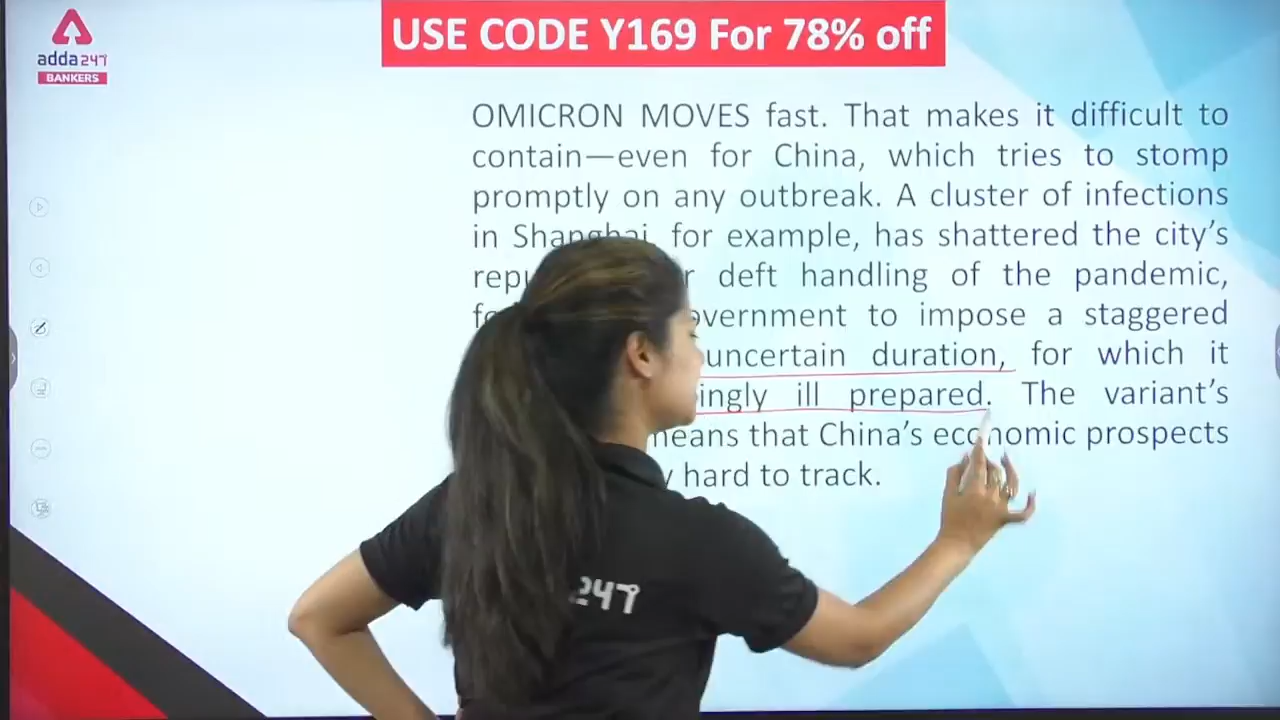 USE CODE Y169 For 78% off
adda247
BANKERS
OMICRON MOVES fast. That makes it difficult to
contain—even for China, which tries to stomp
promptly on any outbreak. A cluster of infections
in Shanghai, for example, has shattered the city's
deft handling of the pandemic,
to impose a staggered
uncertain duration, for which it
ill prepared. The variant's
means that China's economic prospects
hard to track.
247